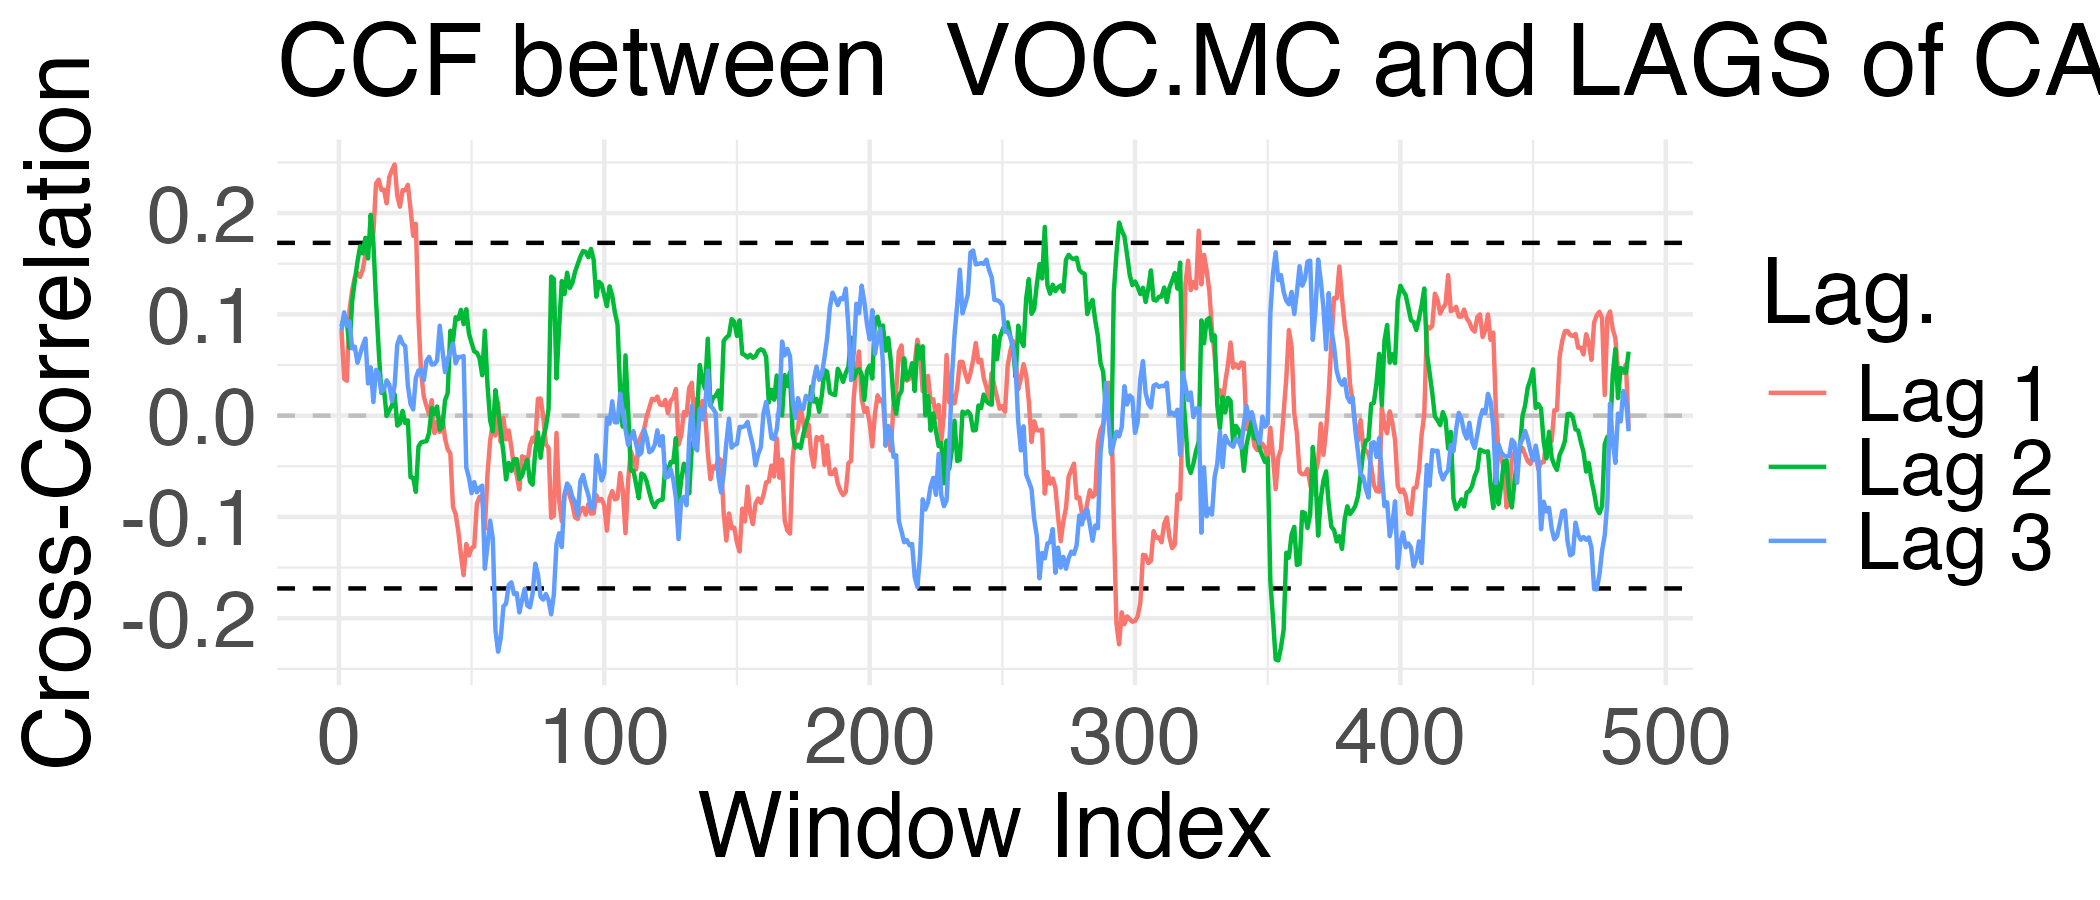 CCF between VOC.MC and LAGS of CA
Cross-Correlation
0.2
0.1
0.0
-0.1
-0.2
0 100 200 300 400 500
Window Index
Lag.
Lag 1
Lag 2
Lag 3